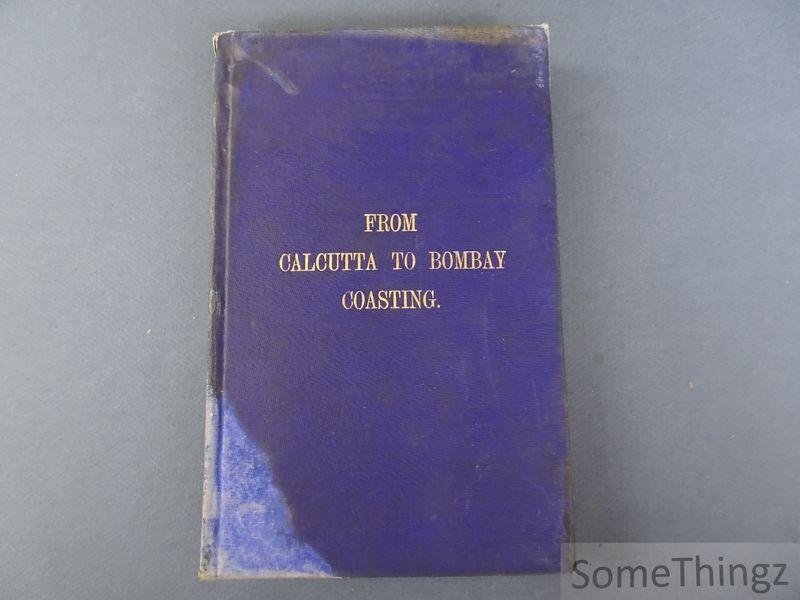 FROM
CALCUTTA TO BOMBAY
COASTING.
SomeThingz